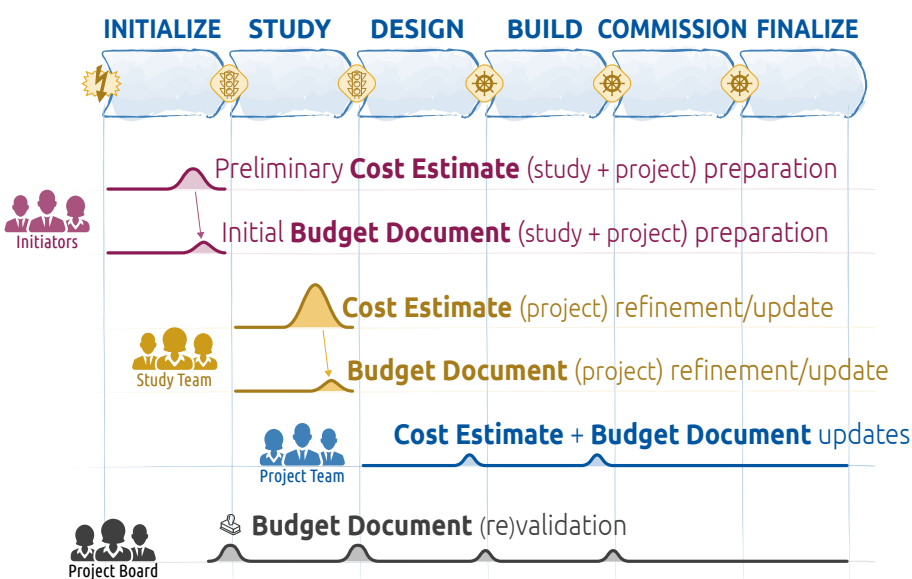 INITIALIZE STUDY DESIGN BUILD COMMISSION FINALIZE
Preliminary Cost Estimate (study + project) preparation
Initiators
Initial Budget Document (study + project) preparation
Cost Estimate (project) refinement/update
Study Team
Budget Document (project) refinement/update
Cost Estimate + Budget Document updates
Project Team
Budget Document (re)validation
Project Board